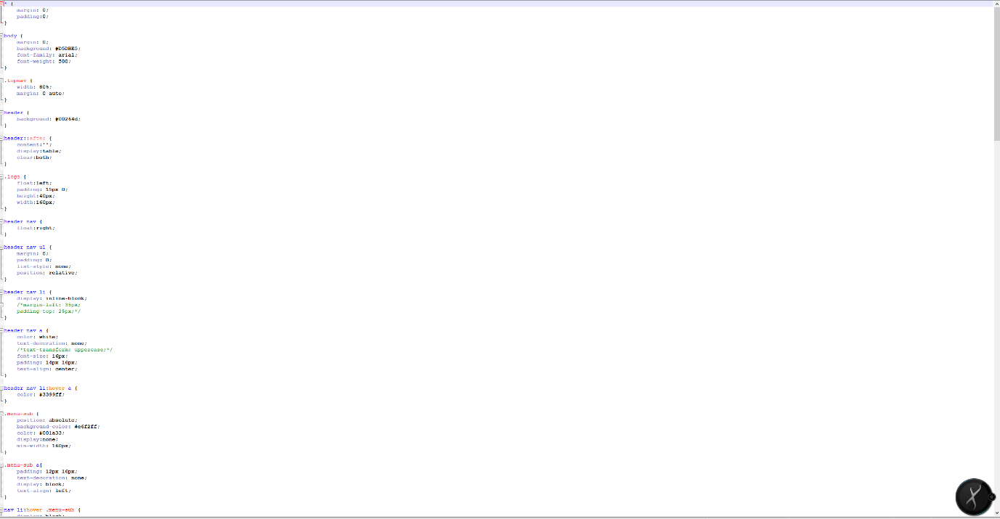 * {
margin: 0;
padding:0;
}
body {
margin: 0;
background: #D5DBE5;
font-family: arial;
font-weight: 500;
}
.topnav {
width: 80%;
margin: 0 auto;
}
header {
background: #00264d;
}
header::after {
content:'';
display:table;
clear:both;
}
.logo {
float:left;
padding: 15px 0;
height:40px;
width:160px;
}
header nav {
float:right;
}
header nav ul {
margin: 0;
padding: 0;
list-style: none;
position: relative;
}
header nav li {
display: inline-block;
/*margin-left: 35px;
padding-top: 25px;*/
}
header nav a {
color: white;
text-decoration: none;
/*text-transform: uppercase;*/
font-size: 16px;
padding: 14px 16px;
text-align: center;
}
header nav li:hover a {
color: #3399ff;
}
.menu-sub {
position: absolute;
background-color: #e6f2ff;
color: #001a33;
display:none;
min-width: 160px;
}
.menu-sub a{
padding: 12px 16px;
text-decoration: none;
display: block;
text-align: left;
}
nav li:hover .menu-sub {
display: block;